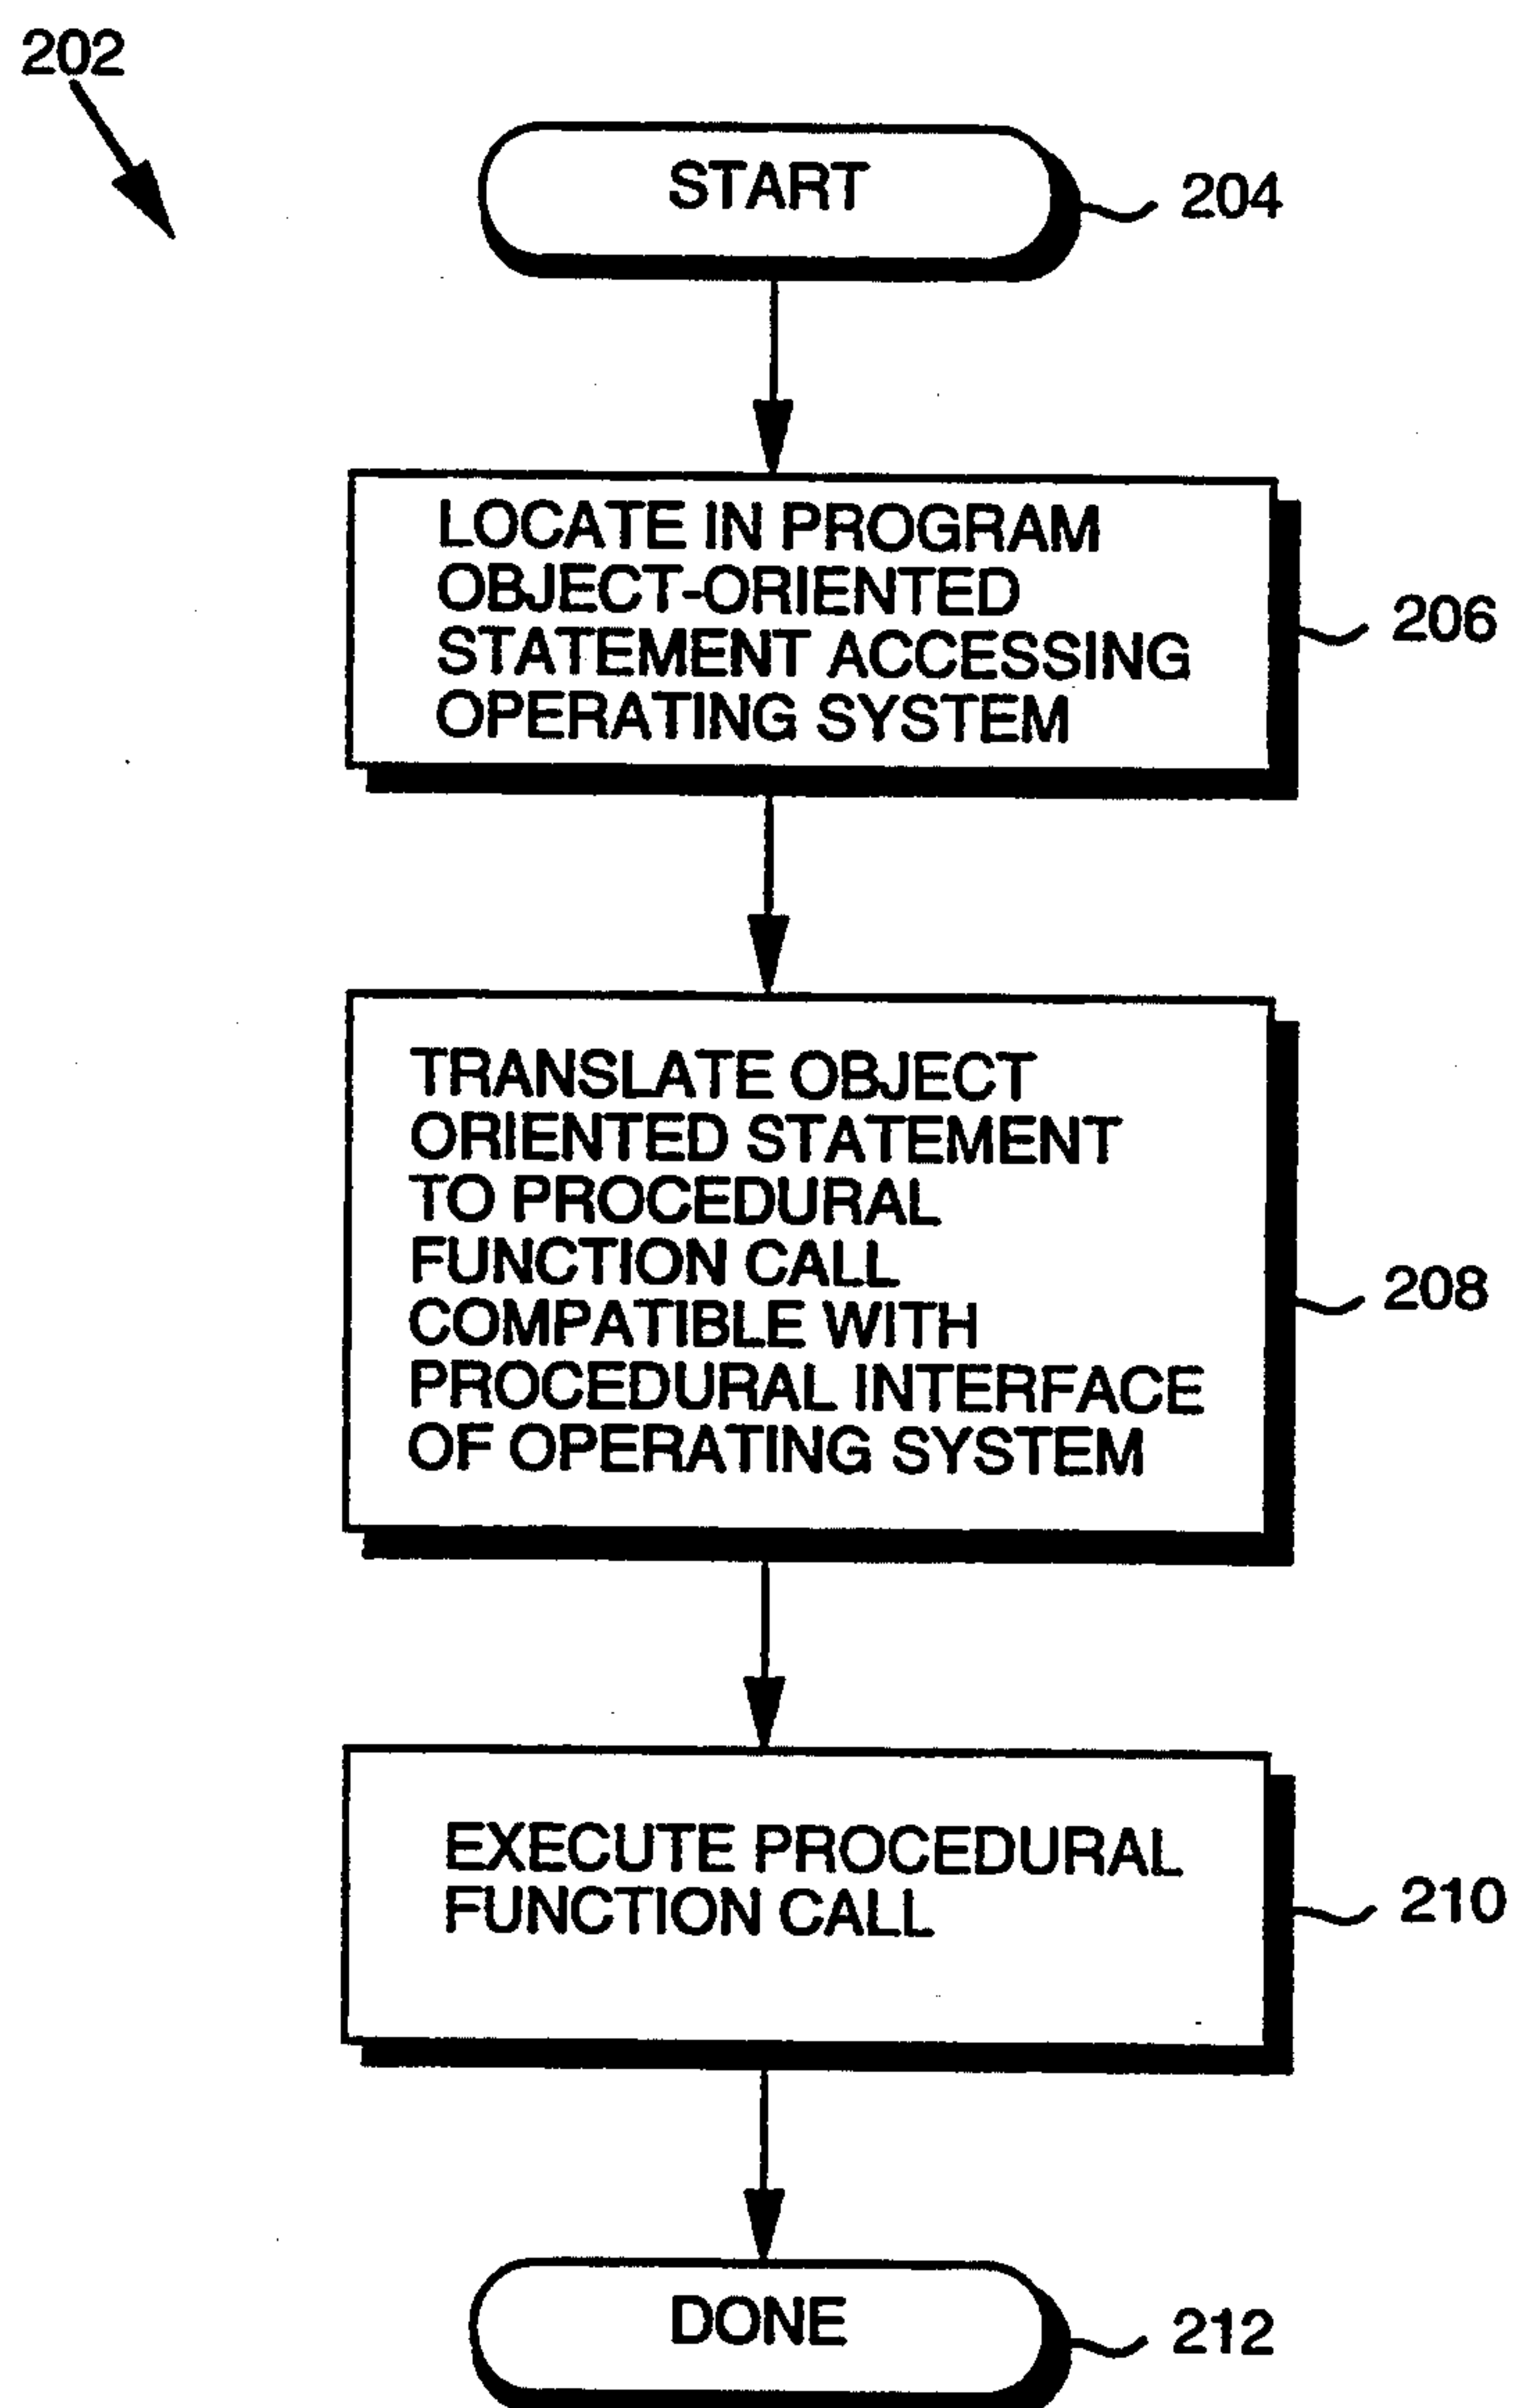 202
START
204
LOCATE IN PROGRAM
OBJECT-ORIENTED
STATEMENT ACCESSING
OPERATING SYSTEM
206
TRANSLATE OBJECT
ORIENTED STATEMENT
TO PROCEDURAL
FUNCTION CALL
COMPATIBLE WITH
PROCEDURAL INTERFACE
OF OPERATING SYSTEM
208
EXECUTE PROCEDURAL
FUNCTION CALL
210
DONE
212